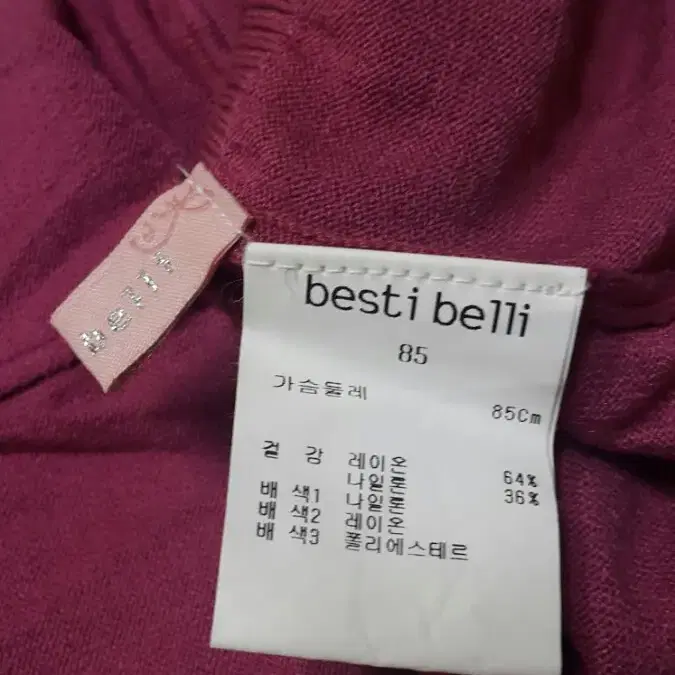 besti belli
85
가슴둘레 85Cm
겉 감 레이온 64%
나일론 36%
배 색1 나일론
배 색2 레이온
배 색3 폴리에스테르
belli